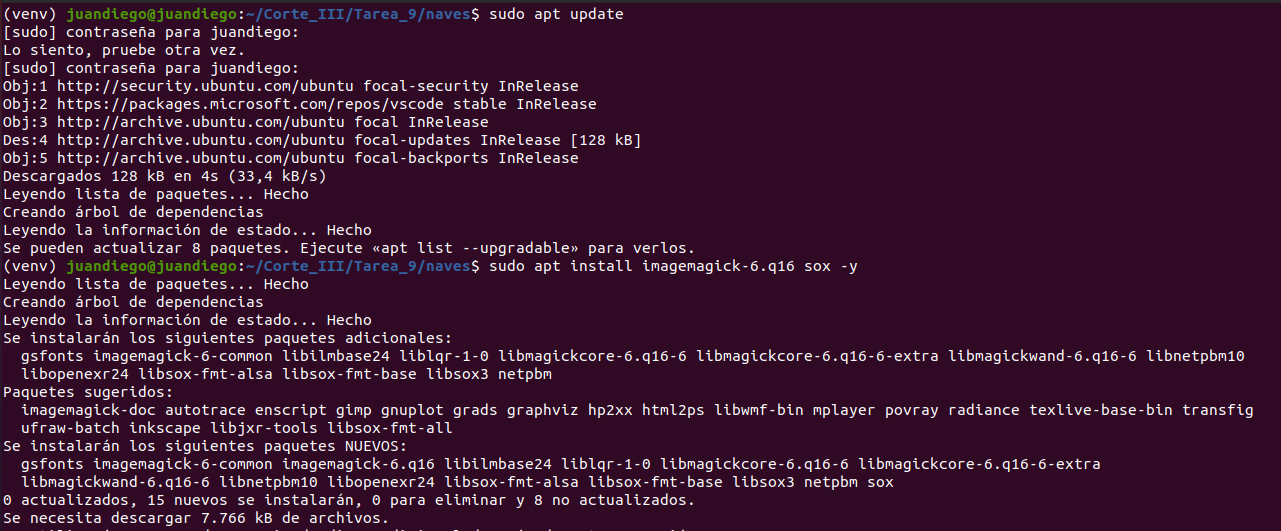 (venv) juandiego@juandiego:~/Corte_III/Tarea_9/naves$ sudo apt update
[sudo] contraseña para juandiego:
Lo siento, pruebe otra vez.
[sudo] contraseña para juandiego:
Obj:1 http://security.ubuntu.com/ubuntu focal-security InRelease
Obj:2 https://packages.microsoft.com/repos/vscode stable InRelease
Obj:3 http://archive.ubuntu.com/ubuntu focal InRelease
Des:4 http://archive.ubuntu.com/ubuntu focal-updates InRelease [128 kB]
Obj:5 http://archive.ubuntu.com/ubuntu focal-backports InRelease
Descargados 128 kB en 4s (33,4 kB/s)
Leyendo lista de paquetes... Hecho
Creando árbol de dependencias
Leyendo la información de estado... Hecho
Se pueden actualizar 8 paquetes. Ejecute «apt list --upgradable» para verlos.
(venv) juandiego@juandiego:~/Corte_III/Tarea_9/naves$ sudo apt install imagemagick-6.q16 sox -y
Leyendo lista de paquetes... Hecho
Creando árbol de dependencias
Leyendo la información de estado... Hecho
Se instalarán los siguientes paquetes adicionales:
  gsfonts imagemagick-6-common libilmbase24 liblqr-1-0 libmagickcore-6.q16-6 libmagickcore-6.q16-6-extra libmagickwand-6.q16-6 libnetpbm10
  libopenexr24 libsox-fmt-alsa libsox-fmt-base libsox3 netpbm
Paquetes sugeridos:
  imagemagick-doc autotrace enscript gimp gnuplot grads graphviz hp2xx html2ps libwmf-bin mplayer povray radiance texlive-base-bin transfig
  ufraw-batch inkscape libjxr-tools libsox-fmt-all
Se instalarán los siguientes paquetes NUEVOS:
  gsfonts imagemagick-6-common imagemagick-6.q16 libilmbase24 liblqr-1-0 libmagickcore-6.q16-6 libmagickcore-6.q16-6-extra
  libmagickwand-6.q16-6 libnetpbm10 libopenexr24 libsox-fmt-alsa libsox-fmt-base libsox3 netpbm sox
0 actualizados, 15 nuevos se instalarán, 0 para eliminar y 8 no actualizados.
Se necesita descargar 7.766 kB de archivos.